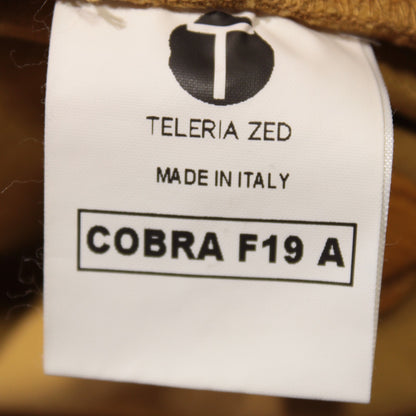 T
TELERIA ZED
MADE IN ITALY
COBRA F19 A